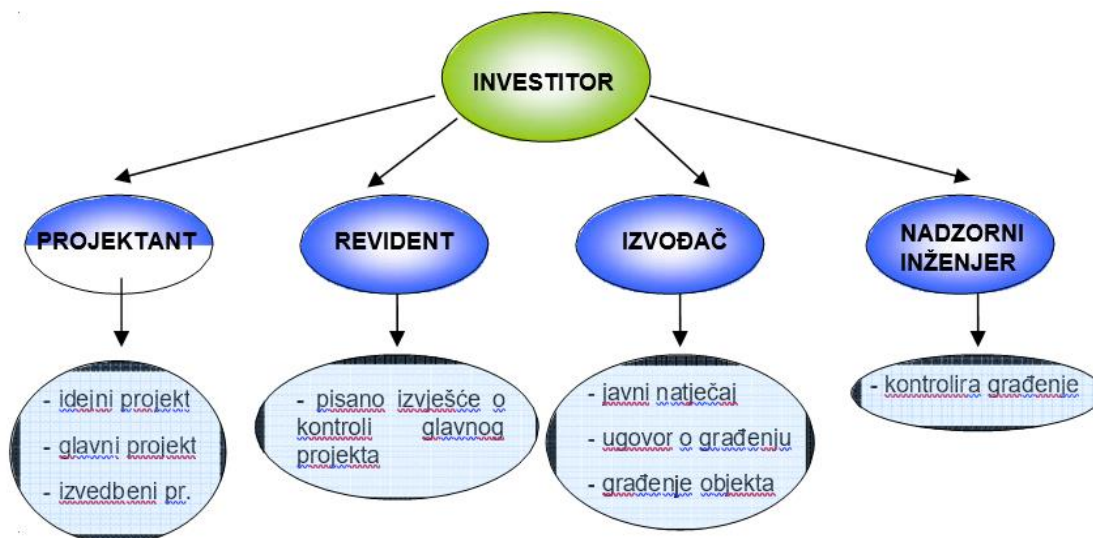 INVESTITOR
PROJEKTANT
REVIDENT
IZVOĐAČ
NADZORNI
INŽENJER
- idejni projekt
- glavni projekt
- izvedbeni pr.
- pisano izvješće o
kontroli glavnog
projekta
- javni natječaj
- ugovor o građenju
- građenje objekta
- kontrolira građenje